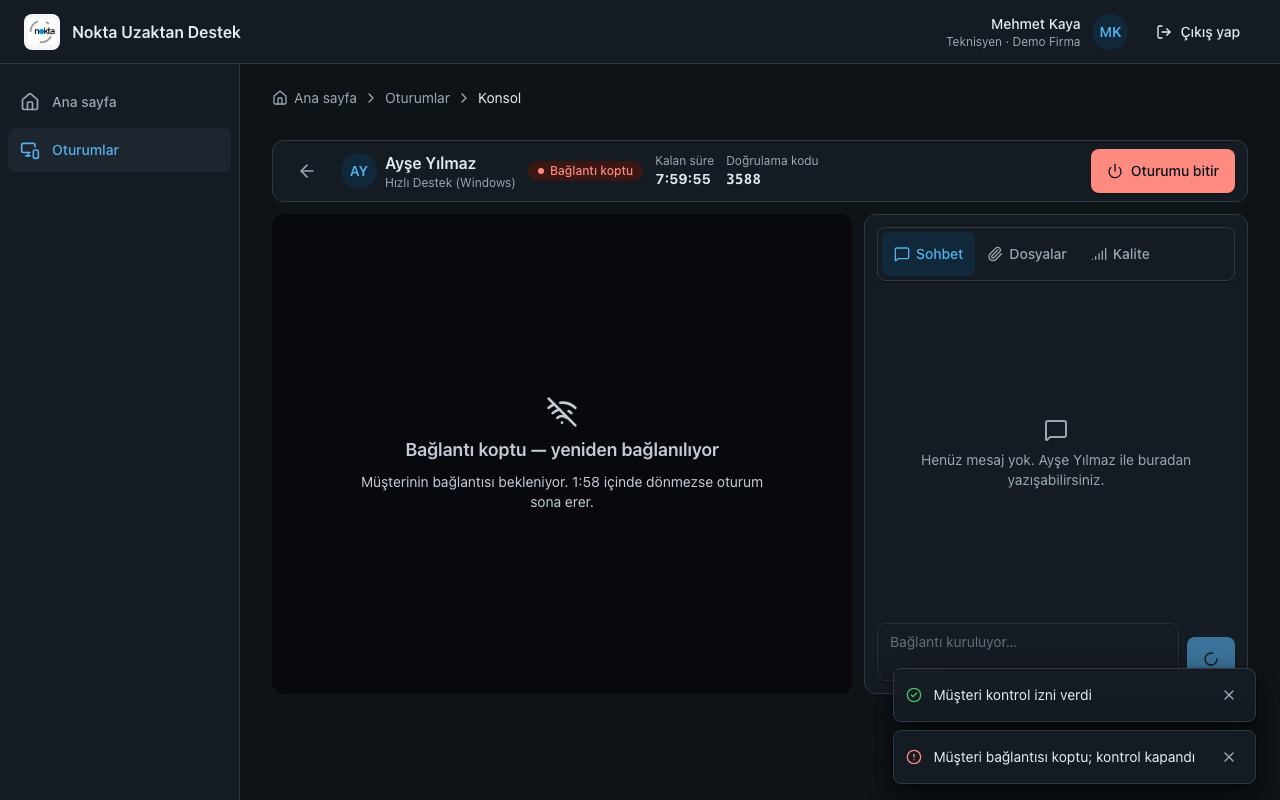 nokta
Nokta Uzaktan Destek
Mehmet Kaya
Teknisyen · Demo Firma
MK
Çıkış yap
Ana sayfa
Oturumlar
Ana sayfa
Oturumlar
Konsol
AY
Ayşe Yılmaz
Hızlı Destek (Windows)
Bağlantı koptu
Kalan süre
7:59:55
Doğrulama kodu
3588
Oturumu bitir
Bağlantı koptu — yeniden bağlanılıyor
Müşterinin bağlantısı bekleniyor. 1:58 içinde dönmezse oturum
sona erer.
Sohbet
Dosyalar
Kalite
Henüz mesaj yok. Ayşe Yılmaz ile buradan
yazışabilirsiniz.
Bağlantı kuruluyor...
Müşteri kontrol izni verdi
Müşteri bağlantısı koptu; kontrol kapandı